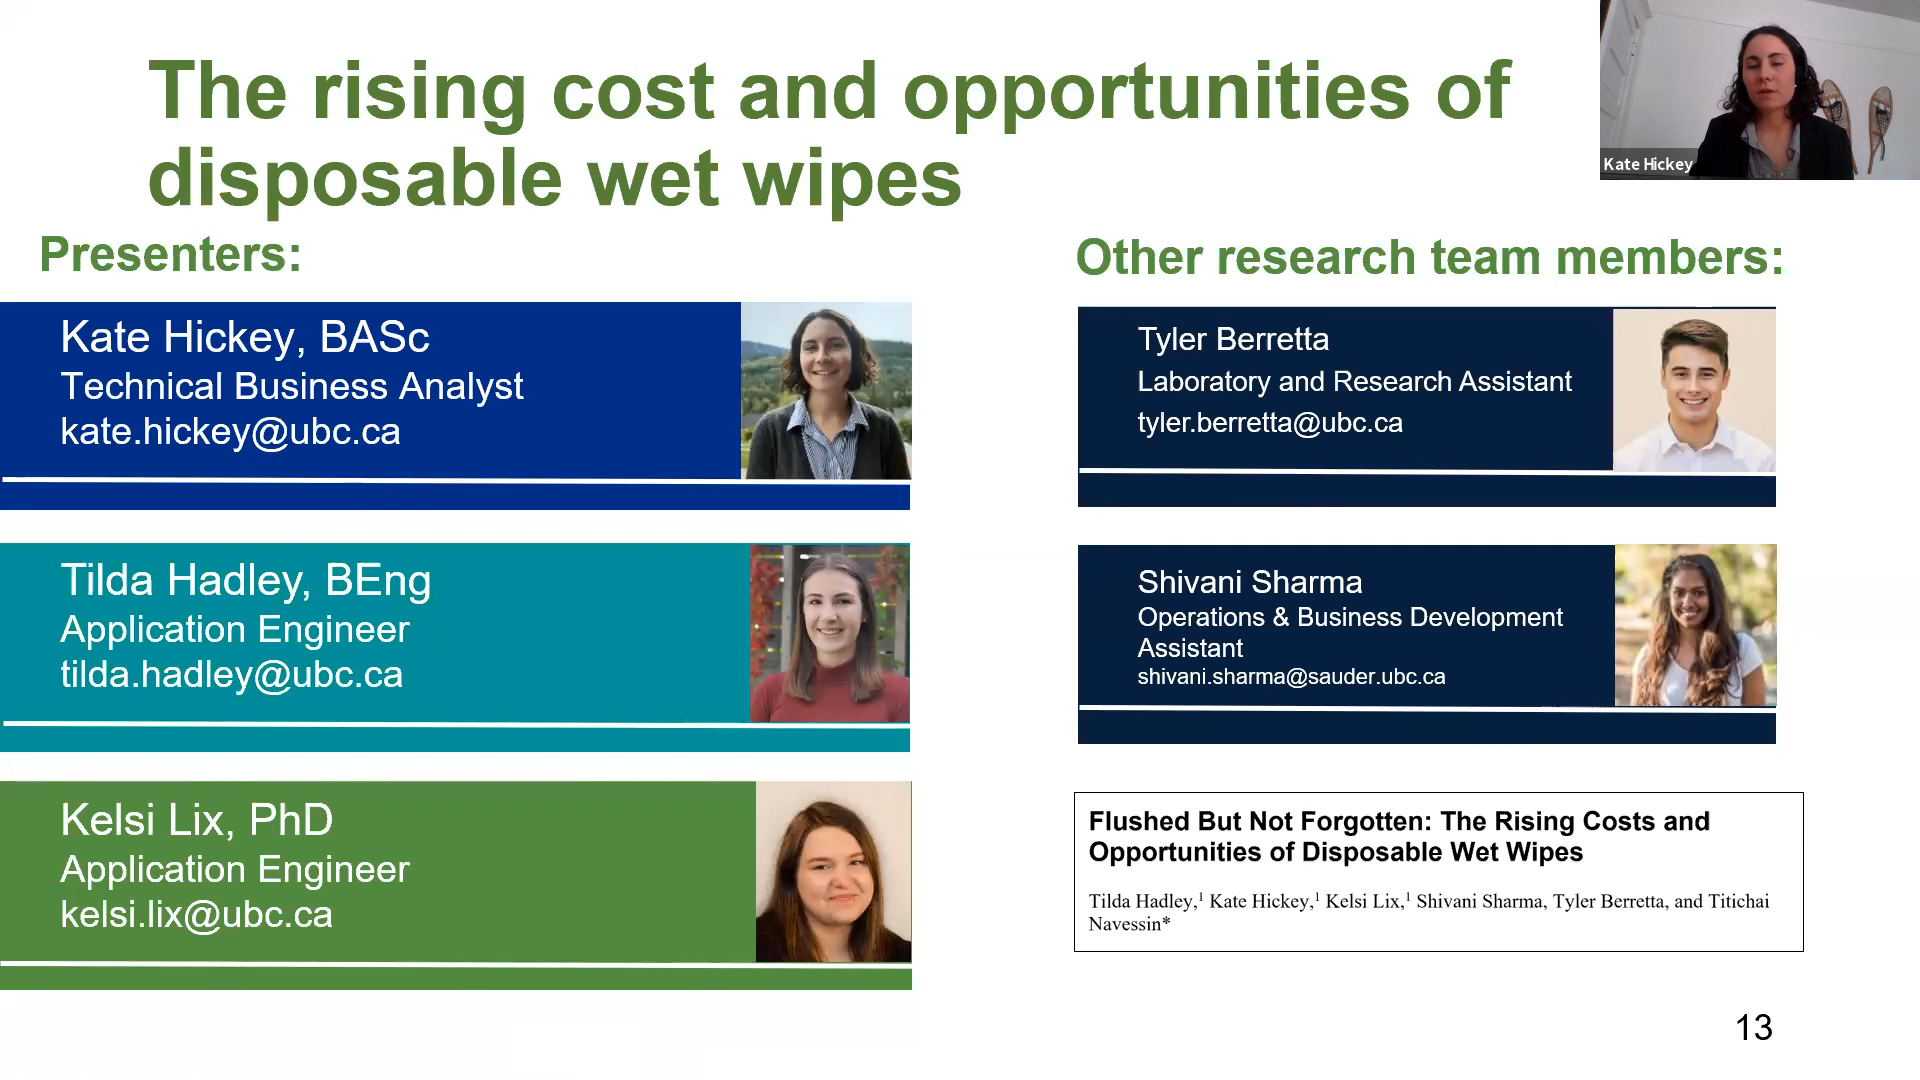 The rising cost and opportunities of
disposable wet wipes
Kate Hickey
Presenters:
Kate Hickey, BASc
Technical Business Analyst
kate.hickey@ubc.ca
Tilda Hadley, BEng
Application Engineer
tilda.hadley@ubc.ca
Kelsi Lix, PhD
Application Engineer
kelsi.lix@ubc.ca
Other research team members:
Tyler Berretta
Laboratory and Research Assistant
tyler.berretta@ubc.ca
Shivani Sharma
Operations & Business Development
Assistant
shivani.sharma@sauder.ubc.ca
Flushed But Not Forgotten: The Rising Costs and
Opportunities of Disposable Wet Wipes
Tilda Hadley,¹ Kate Hickey,¹ Kelsi Lix,¹ Shivani Sharma, Tyler Berretta, and Titichai
Navessin*
13